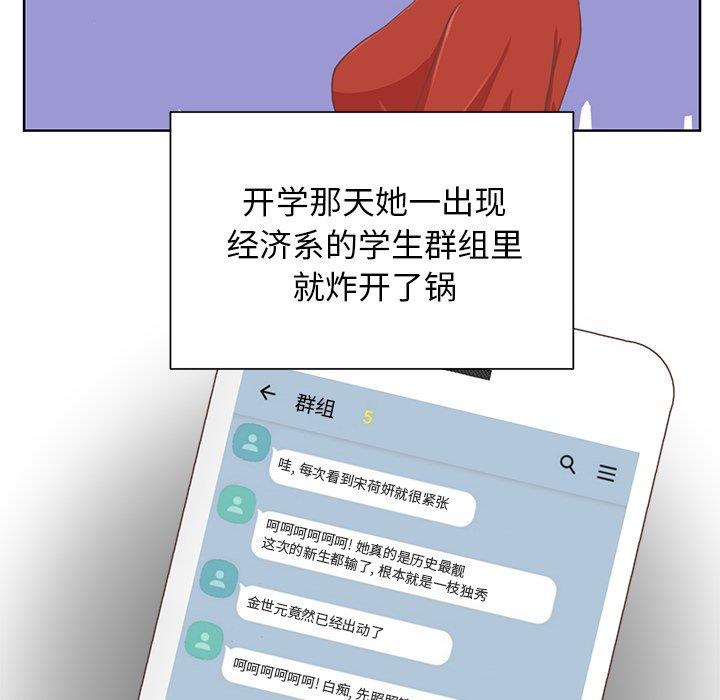 开学那天她一出现
经济系的学生群组里
就炸开了锅
群组 5
哇, 每次看到宋荷妍就很紧张
呵呵呵呵呵呵! 她真的是历史最靓
这次的新生都输了, 根本就是一枝独秀
金世元竟然已经出动了
呵呵呵呵呵呵! 白痴, 先照照